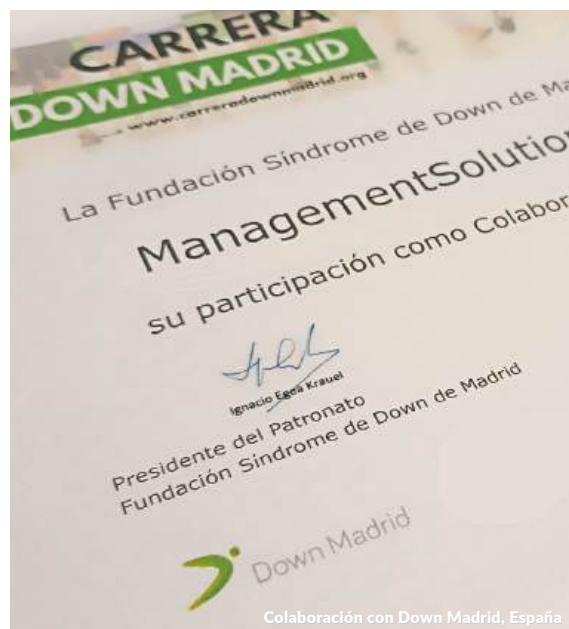 CARRERA
DOWN MADRID
www.carreradownmadrid.org
La Fundación Síndrome de Down de Ma
ManagementSolution
su participación como Colabor
Ignacio Egea Krauel
Presidente del Patronato
Fundación Síndrome de Down de Madrid
Down Madrid
Colaboración con Down Madrid, España